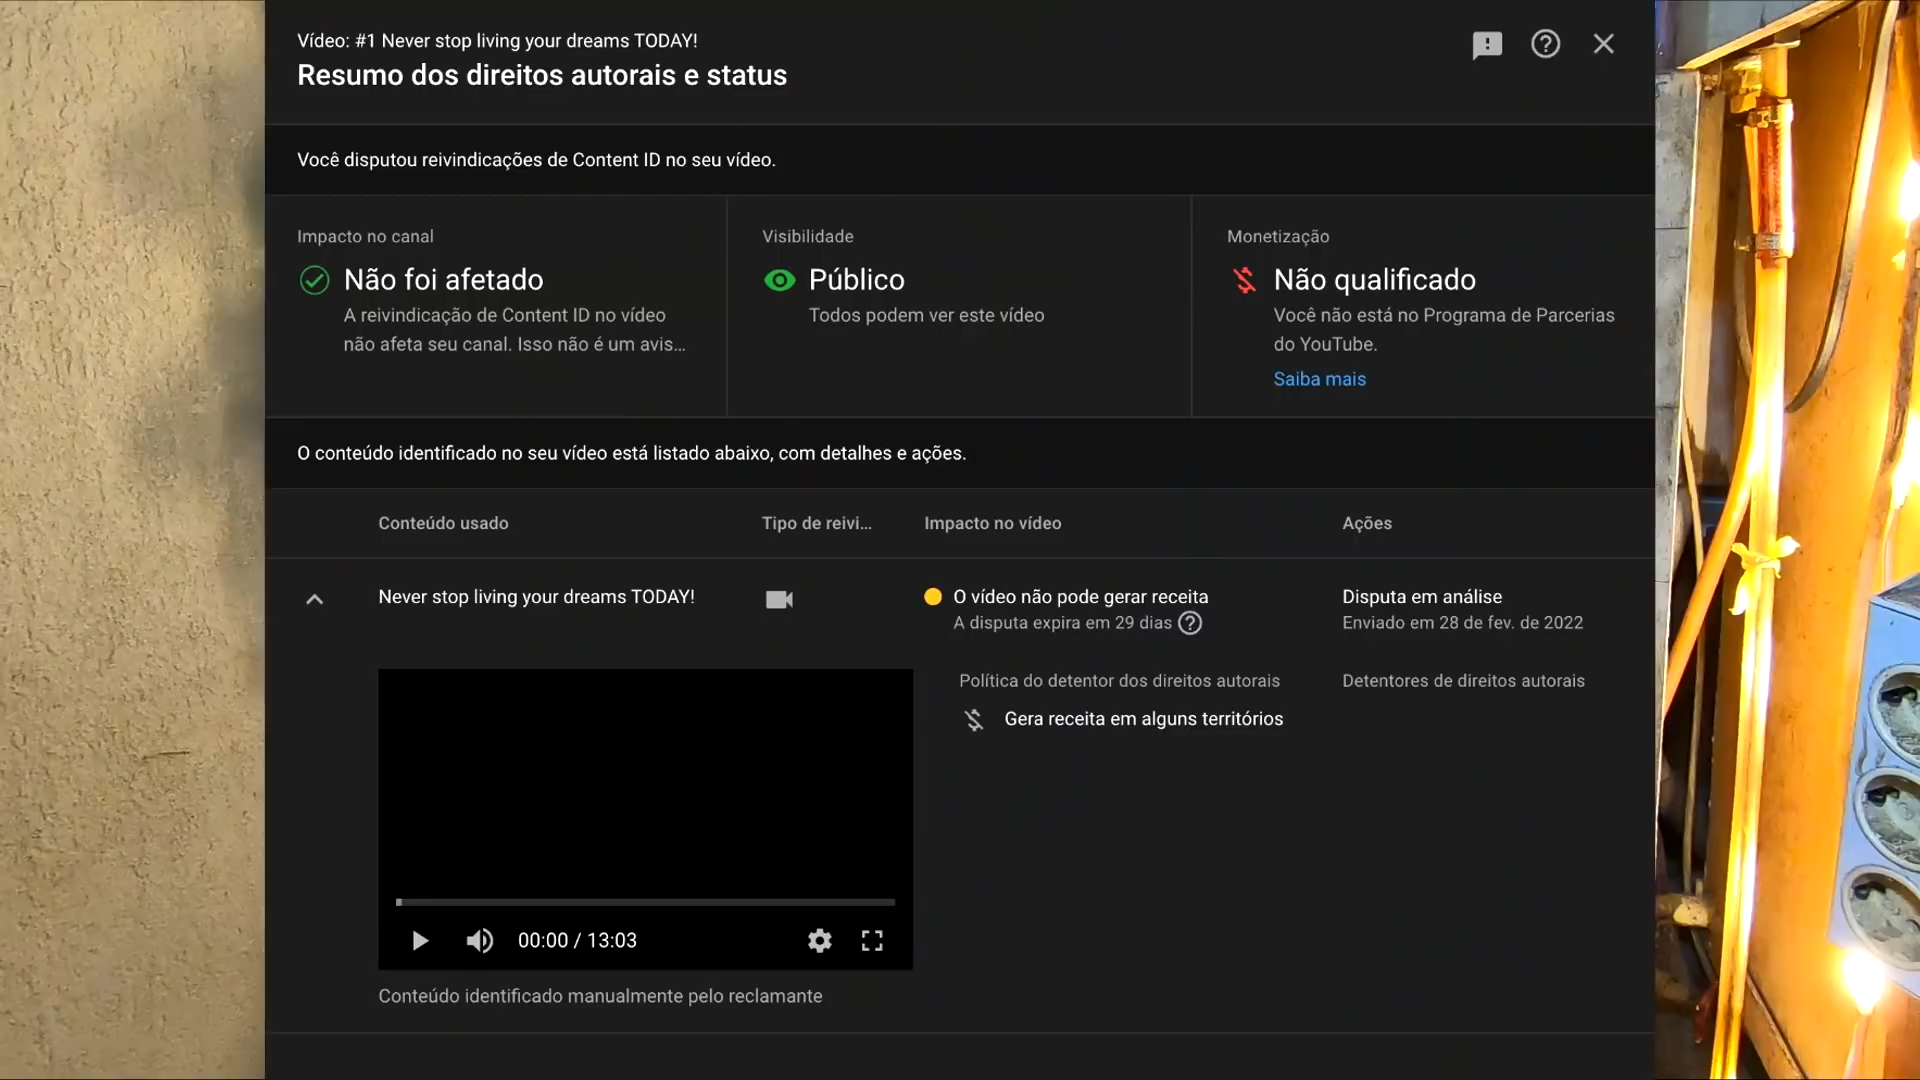 Vídeo: #1 Never stop living your dreams TODAY!
Resumo dos direitos autorais e status
Você disputou reivindicações de Content ID no seu vídeo.
Impacto no canal
Não foi afetado
A reivindicação de Content ID no vídeo
não afeta seu canal. Isso não é um avis...
Visibilidade
Público
Todos podem ver este vídeo
Monetização
Não qualificado
Você não está no Programa de Parcerias
do YouTube.
Saiba mais
O conteúdo identificado no seu vídeo está listado abaixo, com detalhes e ações.
Conteúdo usado
Tipo de reivi...
Impacto no vídeo
Ações
Never stop living your dreams TODAY!
O vídeo não pode gerar receita
A disputa expira em 29 dias
Disputa em análise
Enviado em 28 de fev. de 2022
Política do detentor dos direitos autorais
Gera receita em alguns territórios
Detentores de direitos autorais
00:00 / 13:03
Conteúdo identificado manualmente pelo reclamante